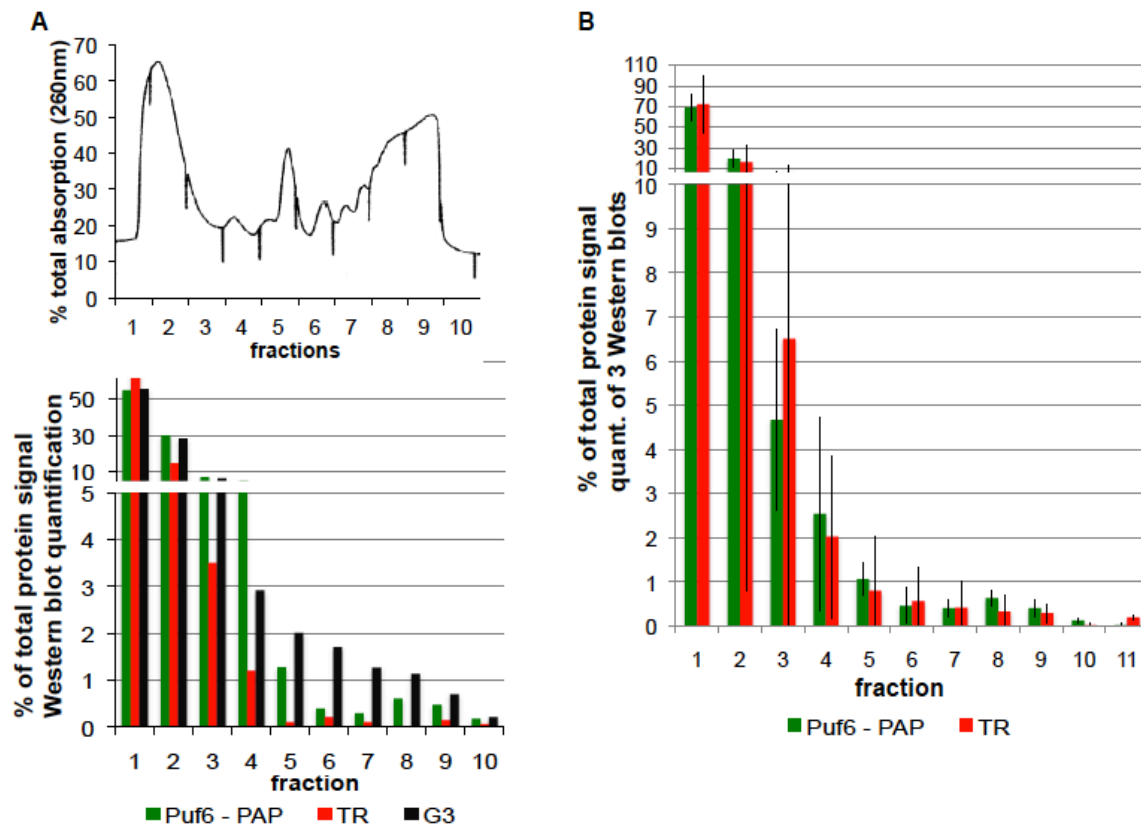 A
% total absorption (260nm)
70
60
50
40
30
20
10
0
1 2 3 4 5 6 7 8 9 10
fractions
% of total protein signal
Western blot quantification
50
30
10
5
4
3
2
1
0
1 2 3 4 5 6 7 8 9 10
fraction
Puf6 - PAP TR G3
B
% of total protein signal
quant. of 3 Western blots
110
90
70
50
30
10
10
9
8
7
6
5
4
3
2
1
0
1 2 3 4 5 6 7 8 9 10 11
fraction
Puf6 - PAP TR